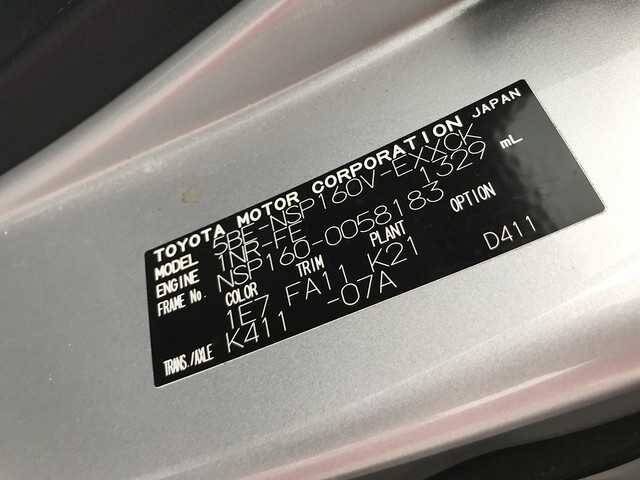 TOYOTA MOTOR CORPORATION JAPAN
MODEL 5BE-NSP160V-EXXCK
ENGINE 1NR-FE 1329 mL
FRAME No. NSP160-0058183
COLOR TRIM PLANT OPTION
1E7 FA11 K21 D411
-07A
TRANS./AXLE K411